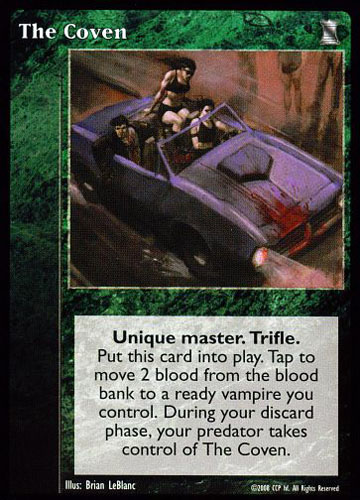 The Coven
Unique master. Trifle.
Put this card into play. Tap to
move 2 blood from the blood
bank to a ready vampire you
control. During your discard
phase, your predator takes
control of The Coven.
Illus: Brian LeBlanc
©2008 CCP hf. All Rights Reserved